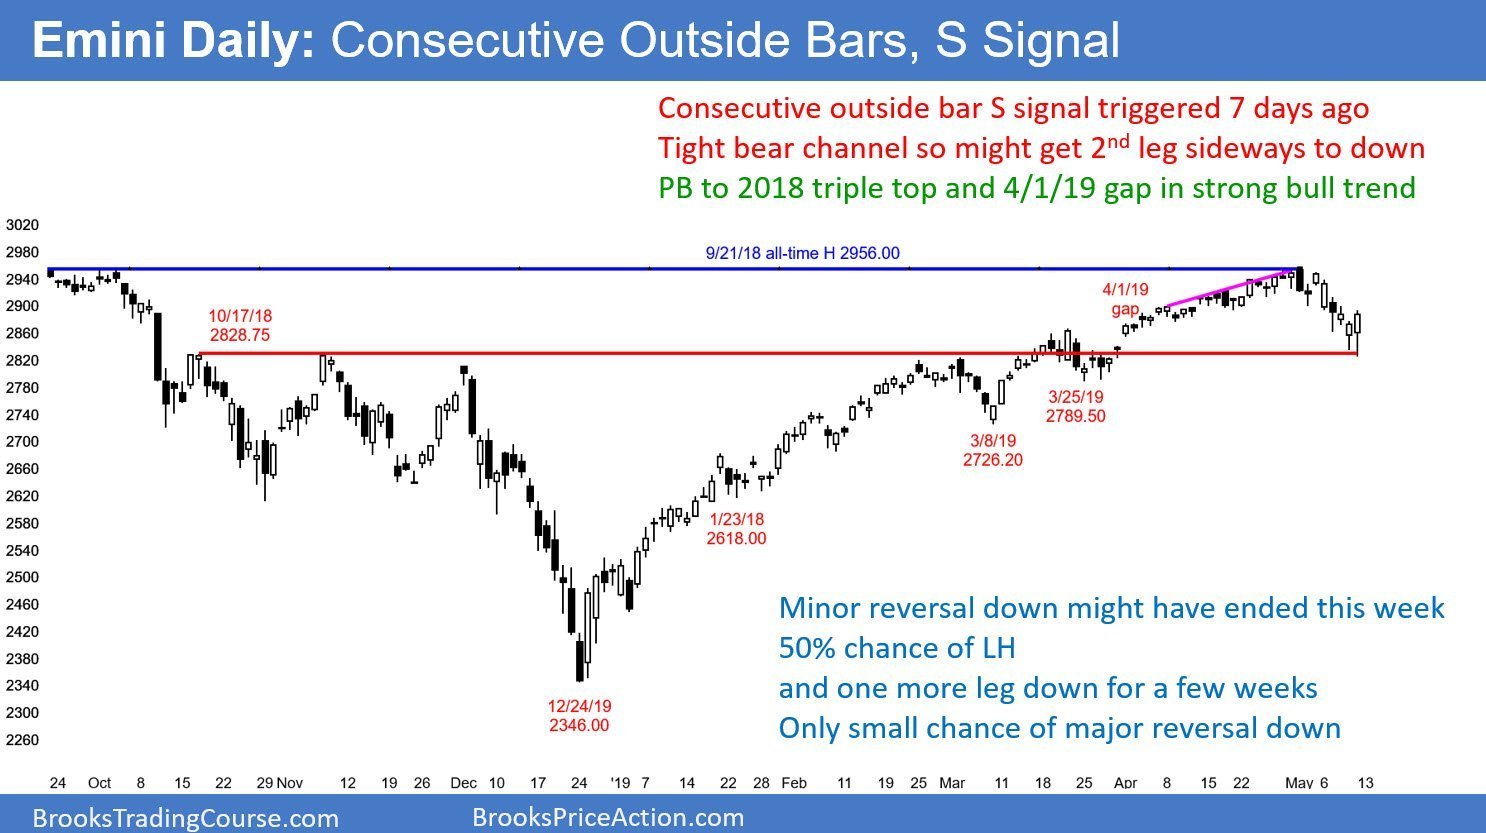 Emini Daily: Consecutive Outside Bars, S Signal
Consecutive outside bar S signal triggered 7 days ago
Tight bear channel so might get 2nd leg sideways to down
PB to 2018 triple top and 4/1/19 gap in strong bull trend
3020
2980
2940
2900
2860
2820
2780
2740
2700
2660
2620
2580
2540
2500
2460
2420
2380
2340
2300
2260
9/21/18 all-time H 2956.00
10/17/18
2828.75
4/1/19
gap
3/25/19
2789.50
3/8/19
2726.20
1/23/18
2618.00
12/24/19
2346.00
Minor reversal down might have ended this week
50% chance of LH
and one more leg down for a few weeks
Only small chance of major reversal down
24 Oct 8 15 22 29 Nov 12 19 26 Dec 10 17 24 '19 7 14 22 28 Feb 11 19 25 Mar 11 18 25 Apr 8 15 22 May 6 13
BrooksTradingCourse.com
BrooksPriceAction.com